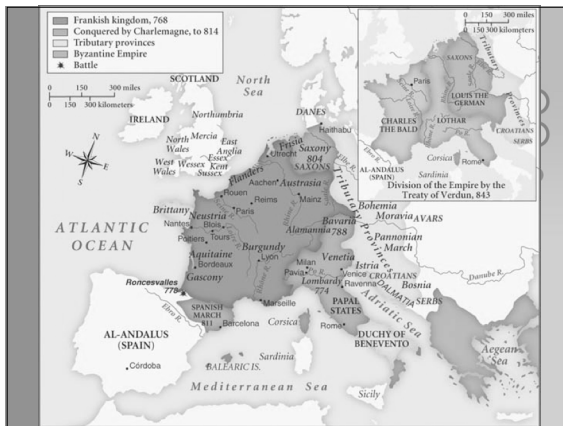 Frankish kingdom, 768
Conquered by Charlemagne, to 814
Tributary provinces
Byzantine Empire
Battle
0 150 300 miles
0 150 300 kilometers
N
W
E
S
SCOTLAND
North
Sea
IRELAND
Northumbria
DANES
Haithabu
North
Wales
Mercia
East
Anglia
West
Wales
Wessex
Essex
Kent
Sussex
Frisia
Utrecht
Saxony
804
SAXONS
Elbe R.
Flanders
Aachen
Austrasia
Rouen
Reims
Mainz
Paris
Brittany
Neustria
Nantes
Blois
Tours
Poitiers
Bavaria
788
Alamannia
Tributary Provinces
Bohemia
Moravia
AVARS
Pannonian
March
ATLANTIC
OCEAN
Aquitaine
Bordeaux
Gascony
Burgundy
Lyon
Rhône R.
Milan
Pavia
Po R.
Lombardy
774
Venetia
Venice
Ravenna
Istria
CROATIANS
DALMATIA
Bosnia
SERBS
Danube R.
Roncesvalles
778
Ebro R.
SPANISH
MARCH
811
Barcelona
Marseille
Corsica
PAPAL
STATES
Rome
Adriatic Sea
DUCHY OF
BENEVENTO
AL-ANDALUS
(SPAIN)
Córdoba
BALEARIC IS.
Sardinia
Mediterranean Sea
Sicily
Aegean
Sea
0 150 300 miles
0 150 300 kilometers
SAXONS
Tributary
Provinces
Paris
LOUIS THE
GERMAN
CHARLES
THE BALD
LOTHAR
CROATIANS
SERBS
Ebro R.
AL-ANDALUS
(SPAIN)
Corsica
Rome
Sardinia
Division of the Empire by the
Treaty of Verdun, 843